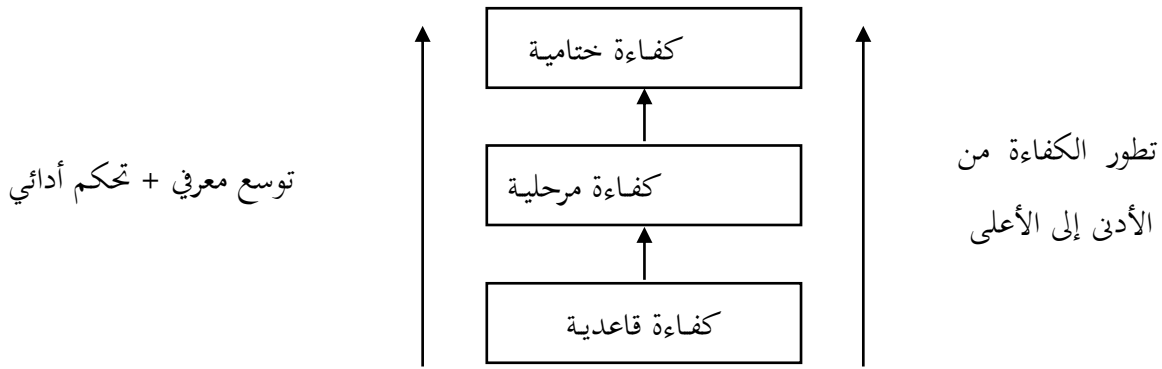 كفاءة ختامية
تطور الكفاءة من
الأدنى إلى الأعلى
كفاءة مرحلية
توسع معرفي + تحكم أدائي
كفاءة قاعدية